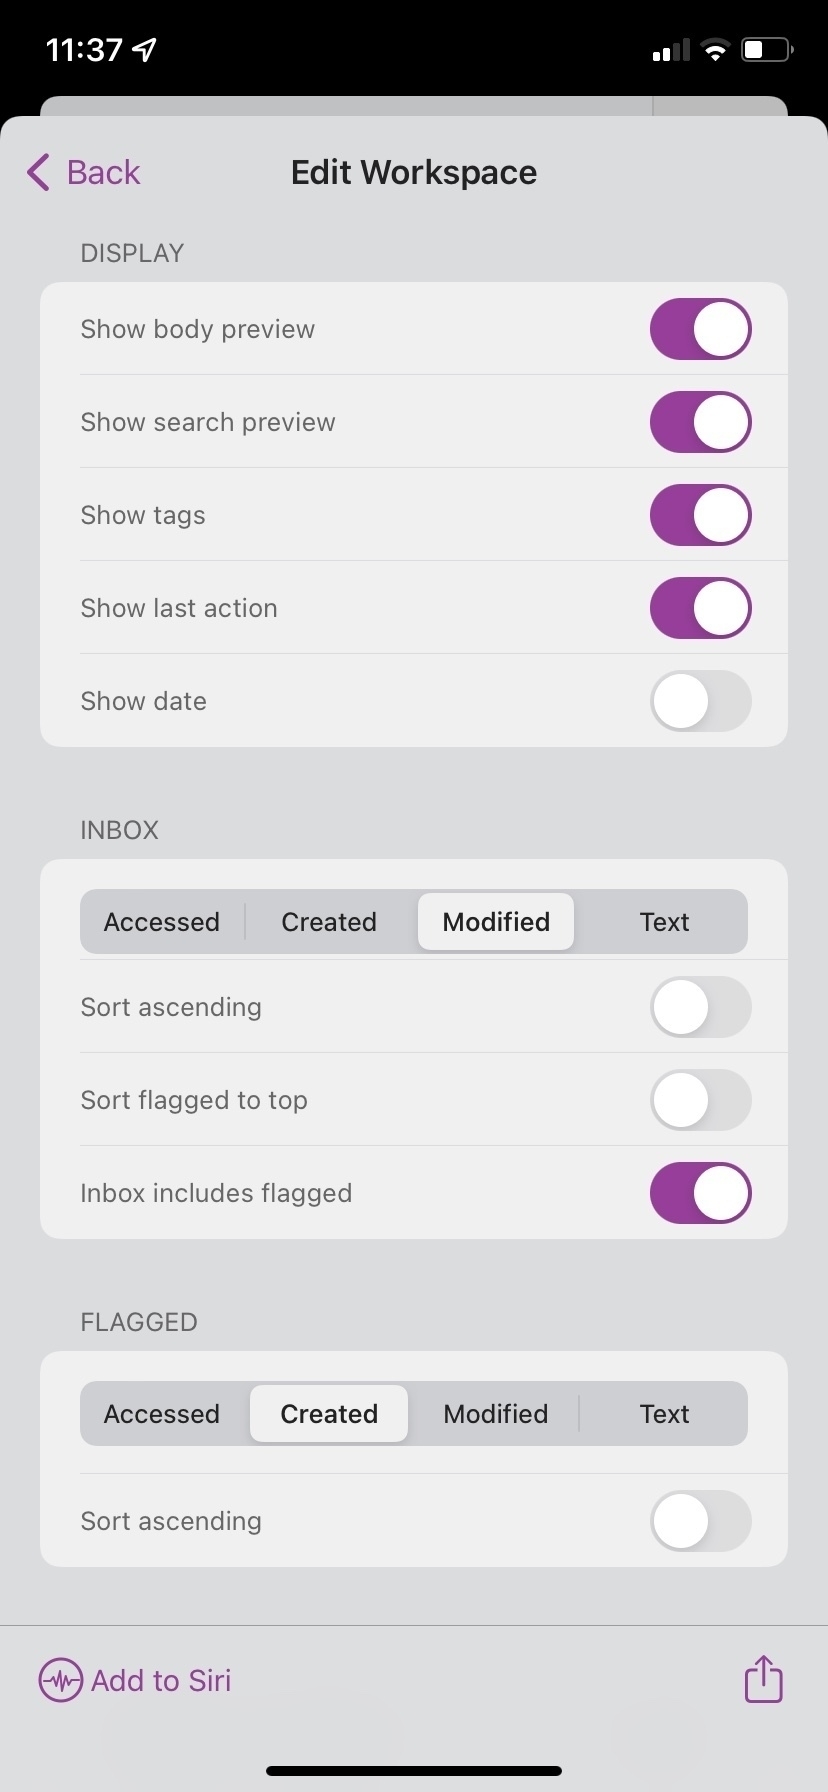 11:37
Back
Edit Workspace
DISPLAY
Show body preview
Show search preview
Show tags
Show last action
Show date
INBOX
Accessed Created Modified Text
Sort ascending
Sort flagged to top
Inbox includes flagged
FLAGGED
Accessed Created Modified Text
Sort ascending
Add to Siri